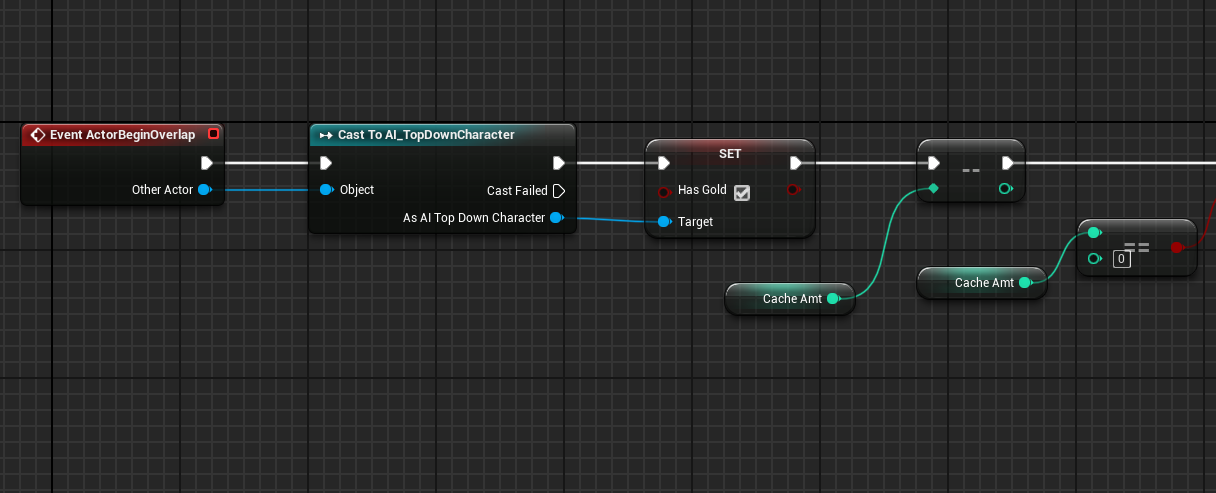 Event ActorBeginOverlap
Other Actor
Cast To AI_TopDownCharacter
Object
Cast Failed
As AI Top Down Character
SET
Has Gold
Target
Cache Amt
--
Cache Amt
==
0